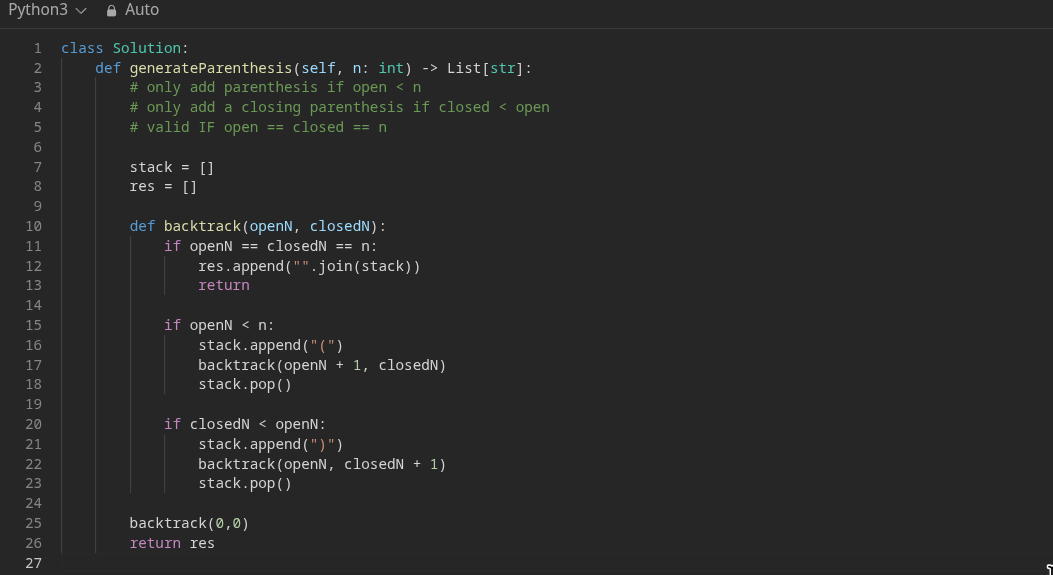 Python3 Auto
1 class Solution:
2     def generateParenthesis(self, n: int) -> List[str]:
3         # only add parenthesis if open < n
4         # only add a closing parenthesis if closed < open
5         # valid IF open == closed == n
6
7         stack = []
8         res = []
9
10         def backtrack(openN, closedN):
11             if openN == closedN == n:
12                 res.append("".join(stack))
13                 return
14
15             if openN < n:
16                 stack.append("(")
17                 backtrack(openN + 1, closedN)
18                 stack.pop()
19
20             if closedN < openN:
21                 stack.append(")")
22                 backtrack(openN, closedN + 1)
23                 stack.pop()
24
25         backtrack(0,0)
26         return res
27